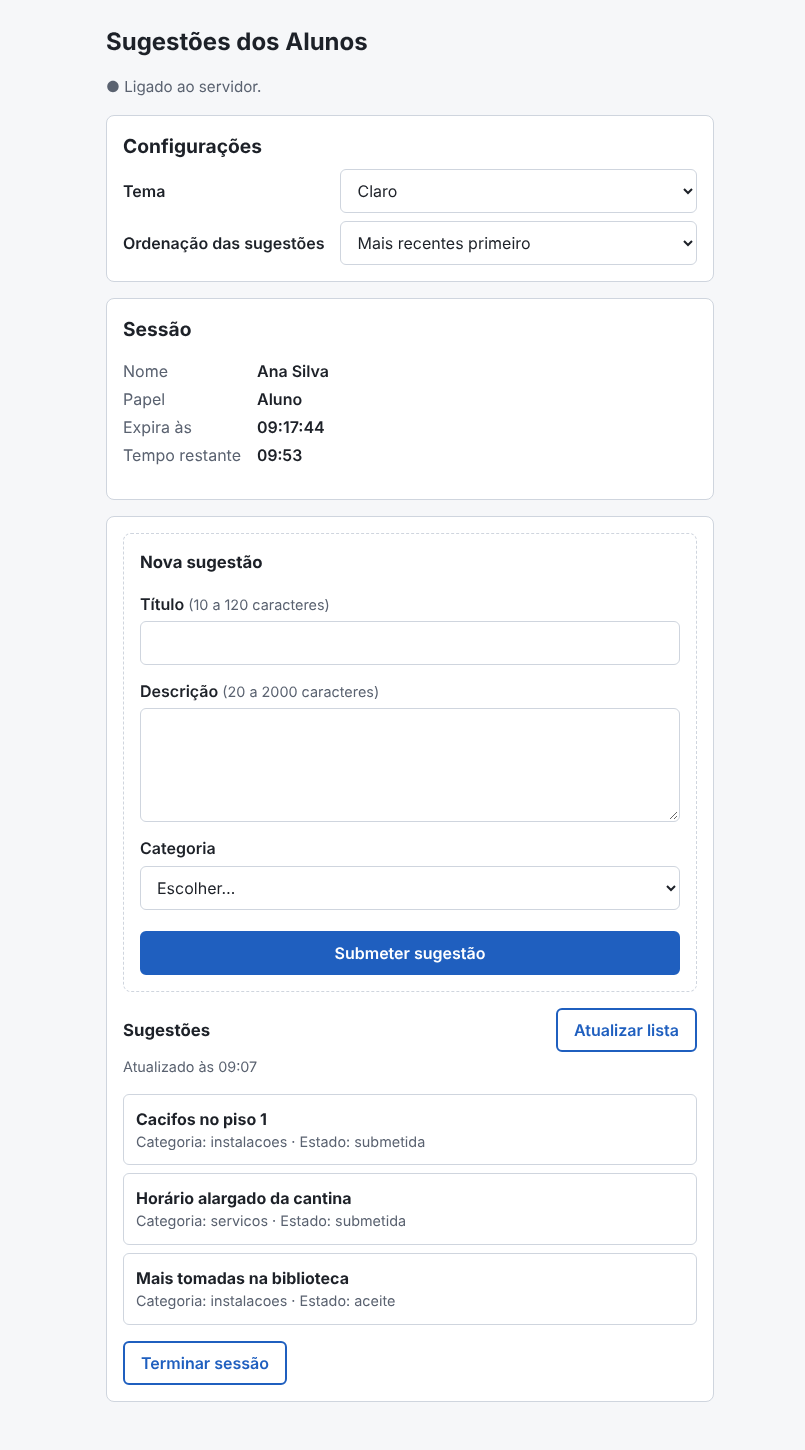 Sugestões dos Alunos
● Ligado ao servidor.
Configurações
Tema
Claro
Ordenação das sugestões
Mais recentes primeiro
Sessão
Nome Ana Silva
Papel Aluno
Expira às 09:17:44
Tempo restante 09:53
Nova sugestão
Título (10 a 120 caracteres)
Descrição (20 a 2000 caracteres)
Categoria
Escolher...
Submeter sugestão
Sugestões
Atualizar lista
Atualizado às 09:07
Cacifos no piso 1
Categoria: instalacoes · Estado: submetida
Horário alargado da cantina
Categoria: servicos · Estado: submetida
Mais tomadas na biblioteca
Categoria: instalacoes · Estado: aceite
Terminar sessão